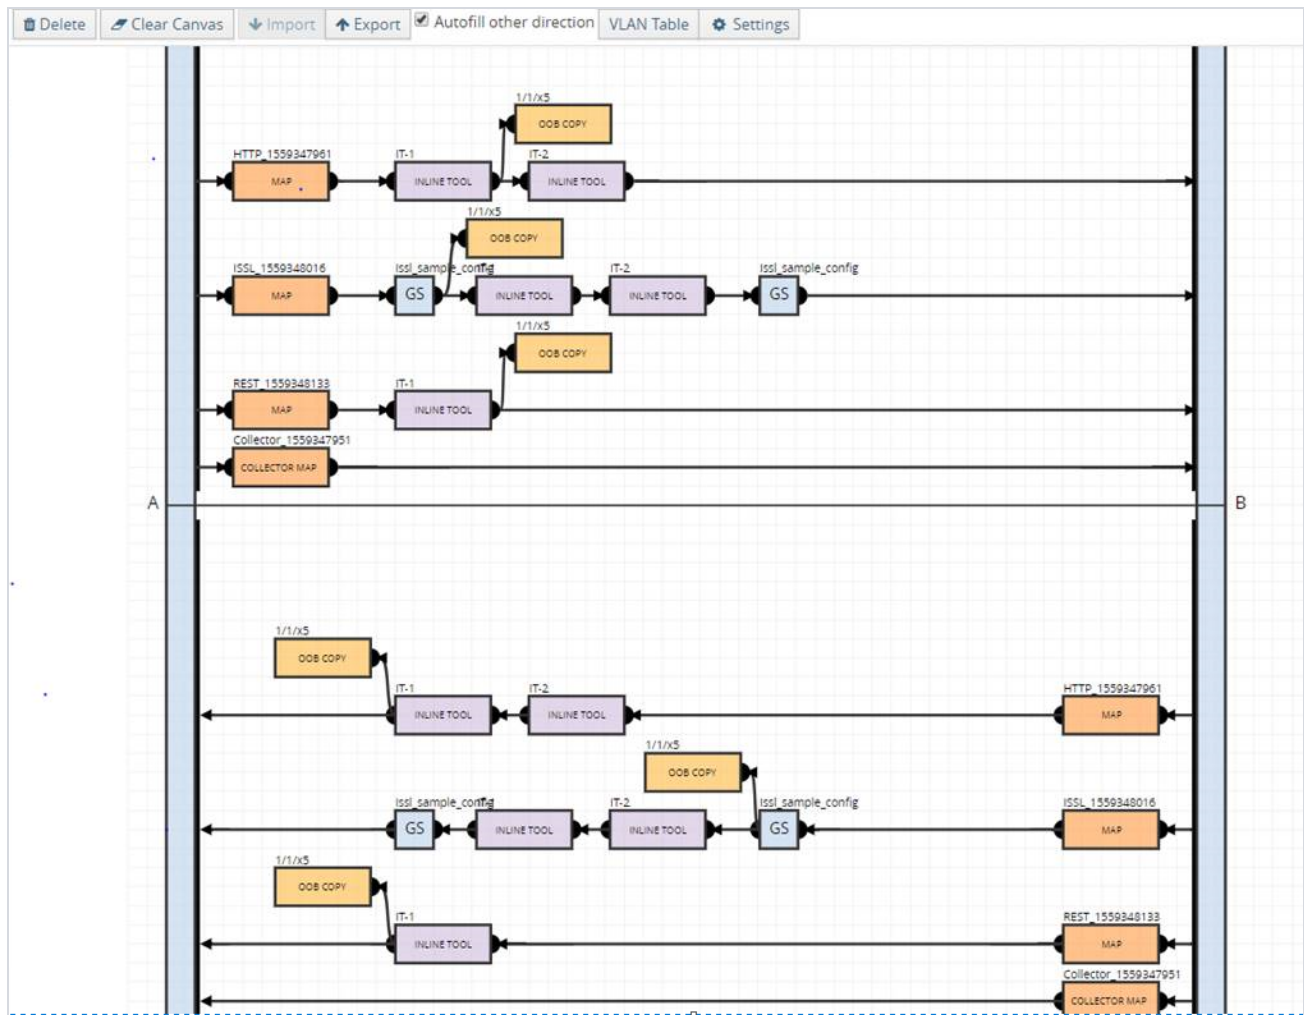 Delete Clear Canvas Import Export Autofill other direction VLAN Table Settings
1/1/x5
OOB COPY
HTTP_1559347961 IT-1 IT-2
MAP INLINE TOOL INLINE TOOL
1/1/x5
OOB COPY
ISSL_1559348016 Issl_sample_config IT-2 Issl_sample_config
MAP GS INLINE TOOL INLINE TOOL GS
1/1/x5
OOB COPY
REST_1559348133 IT-1
MAP INLINE TOOL
Collector_1559347951
COLLECTOR MAP
A B
1/1/x5
OOB COPY
IT-1 IT-2 HTTP_1559347961
INLINE TOOL INLINE TOOL MAP
1/1/x5
OOB COPY
Issl_sample_config IT-2 Issl_sample_config ISSL_1559348016
GS INLINE TOOL INLINE TOOL GS MAP
1/1/x5
OOB COPY
IT-1 REST_1559348133
INLINE TOOL MAP
Collector_1559347951
COLLECTOR MAP